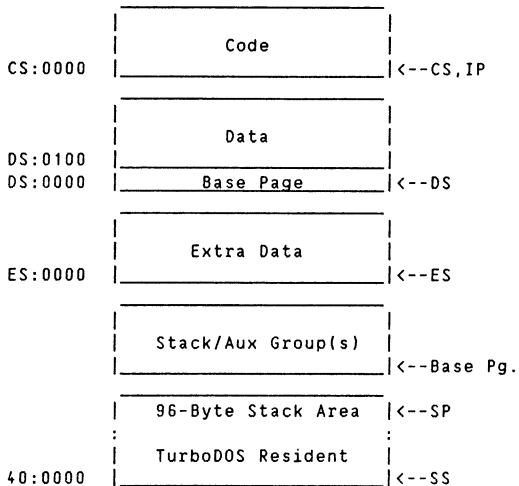 Code
CS:0000 <--CS,IP
Data
DS:0100
DS:0000 Base Page <--DS
Extra Data
ES:0000 <--ES
Stack/Aux Group(s)
<--Base Pg.
96-Byte Stack Area <--SP
TurboDOS Resident
40:0000 <--SS